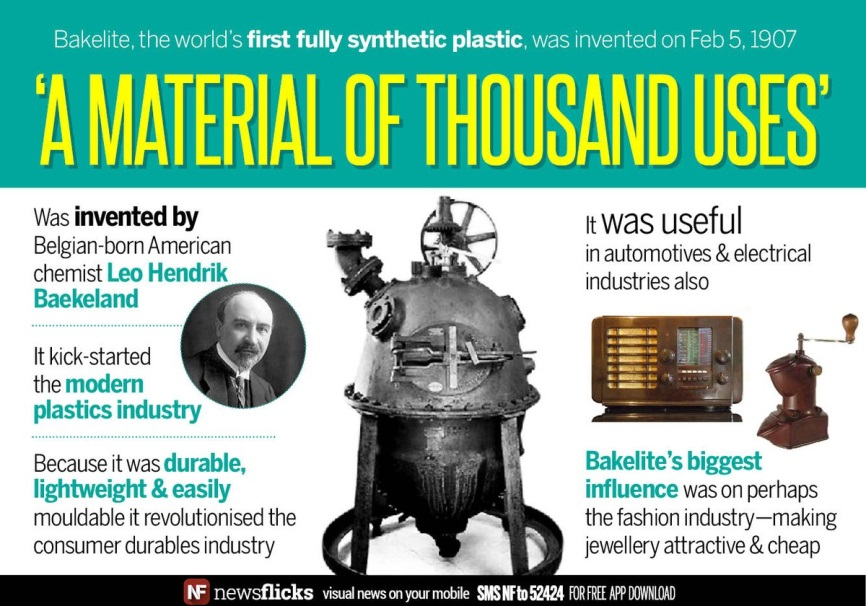 Bakelite, the world's first fully synthetic plastic, was invented on Feb 5, 1907
'A MATERIAL OF THOUSAND USES'
Was invented by
Belgian-born American
chemist Leo Hendrik
Baekeland
It kick-started
the modern
plastics industry
Because it was durable,
lightweight & easily
mouldable it revolutionised the
consumer durables industry
It was useful
in automotives & electrical
industries also
Bakelite's biggest
influence was on perhaps
the fashion industry—making
jewellery attractive & cheap
NF newsflicks visual news on your mobile SMS NF to 52424 FOR FREE APP DOWNLOAD